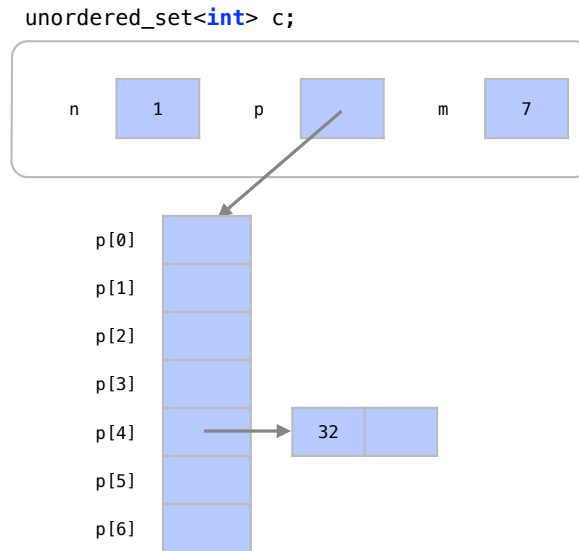 unordered_set<int> c;
n 1 p m 7
p[0]
p[1]
p[2]
p[3]
p[4] 32
p[5]
p[6]